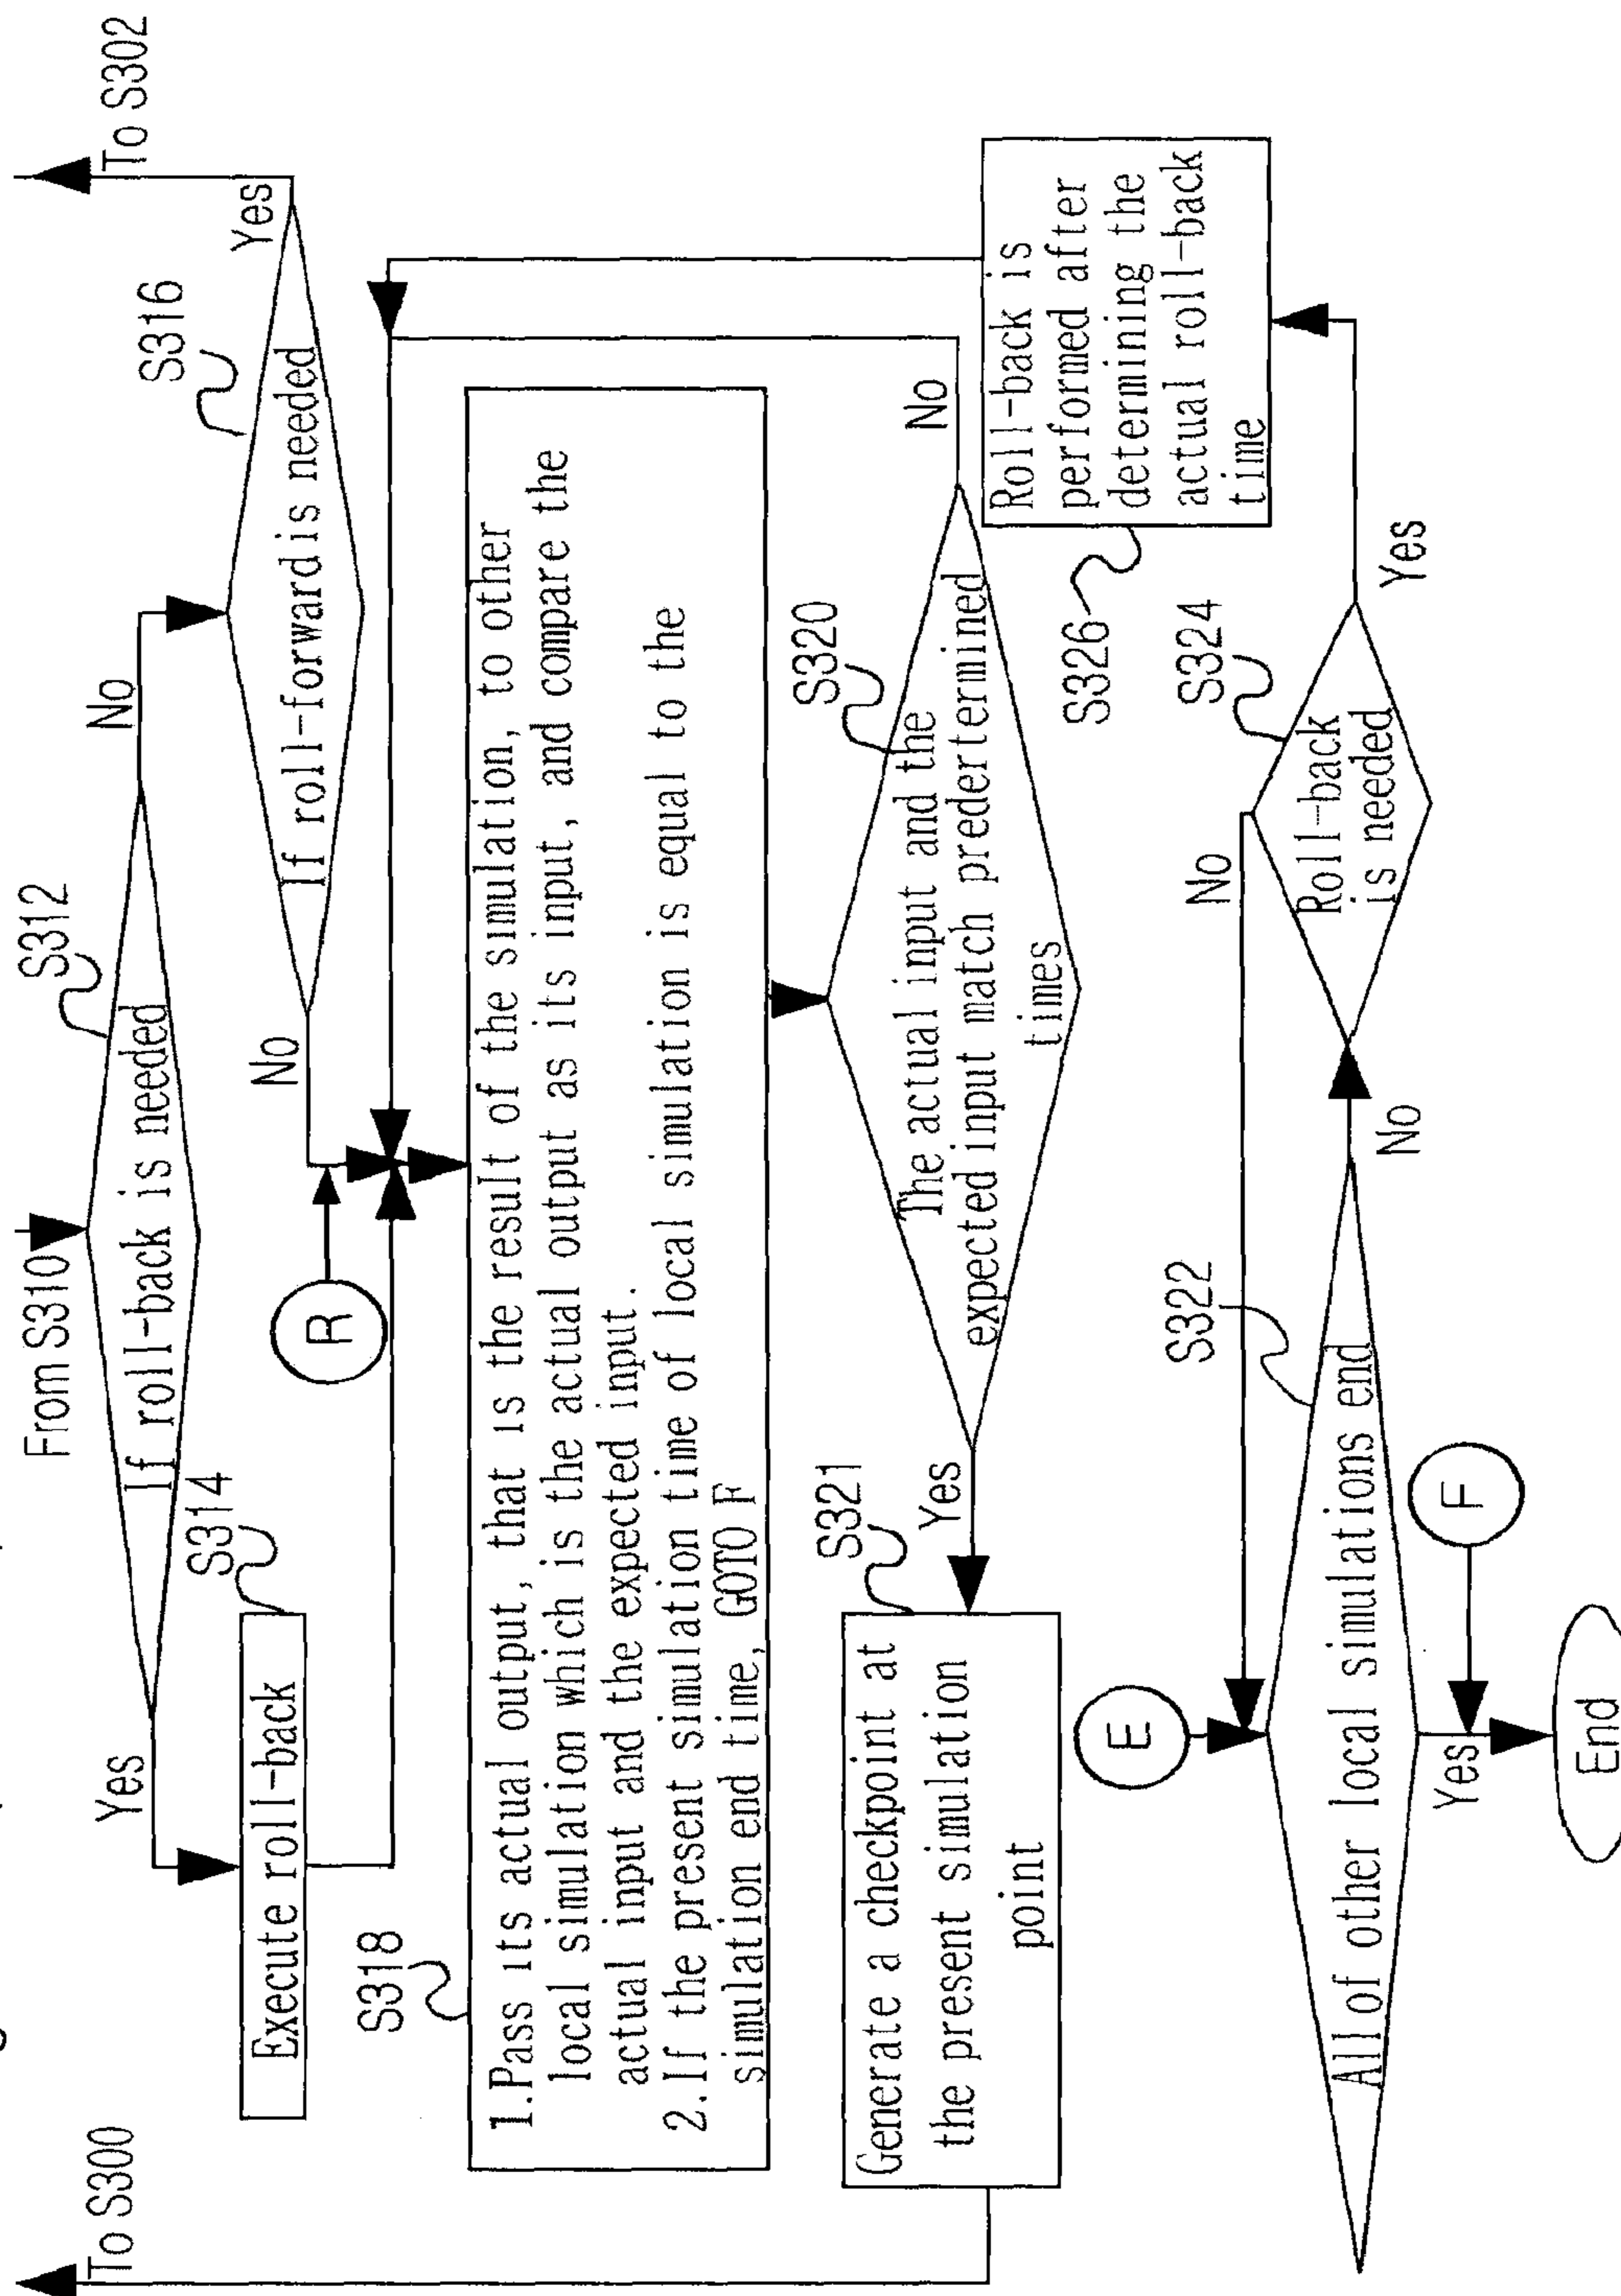 From S310
To S300
To S302
S312
If roll-back is needed
Yes
No
S314
Execute roll-back
S316
If roll-forward is needed
No
Yes
R
S318
1.Pass its actual output, that is the result of the simulation, to other
local simulation which is the actual output as its input, and compare the
actual input and the expected input.
2.If the present simulation time of local simulation is equal to the
simulation end time, GOTO F
S320
The actual input and the
expected input match predertermined
times
Yes
No
S321
Generate a checkpoint at
the present simulation
point
S326
Roll-back is
performed after
determining the
actual roll-back
time
E
S322
All of other local simulations end
No
Yes
S324
Roll-back
is needed
No
Yes
F
End